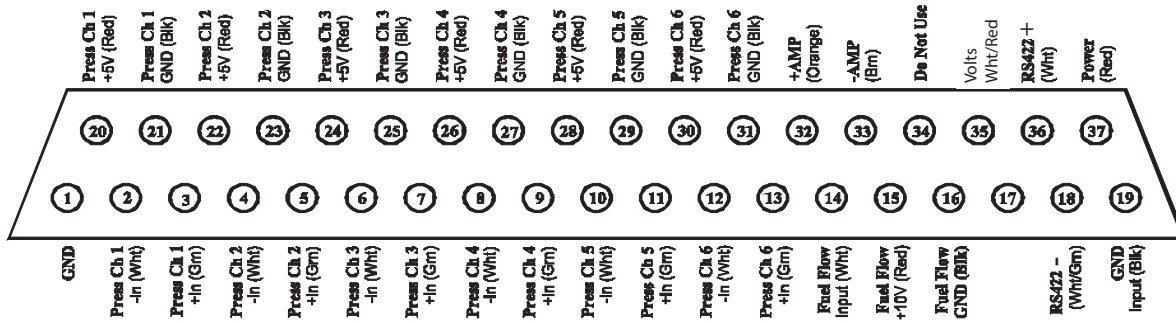 Press Ch 1
+5V (Red)
Press Ch 1
GND (Blk)
Press Ch 2
+5V (Red)
Press Ch 2
GND (Blk)
Press Ch 3
+5V (Red)
Press Ch 3
GND (Blk)
Press Ch 4
+5V (Red)
Press Ch 4
GND (Blk)
Press Ch 5
+5V (Red)
Press Ch 5
GND (Blk)
Press Ch 6
+5V (Red)
Press Ch 6
GND (Blk)
+AMP
(Orange)
-AMP
(Brn)
Do Not Use
Volts
Wht/Red
RS422 +
(Wht)
Power
(Red)
20 21 22 23 24 25 26 27 28 29 30 31 32 33 34 35 36 37
1 2 3 4 5 6 7 8 9 10 11 12 13 14 15 16 17 18 19
GND
Press Ch 1
-In (Wht)
Press Ch 1
+In (Grn)
Press Ch 2
-In (Wht)
Press Ch 2
+In (Grn)
Press Ch 3
-In (Wht)
Press Ch 3
+In (Grn)
Press Ch 4
-In (Wht)
Press Ch 4
+In (Grn)
Press Ch 5
-In (Wht)
Press Ch 5
+In (Grn)
Press Ch 6
-In (Wht)
Press Ch 6
+In (Grn)
Fuel Flow
Input (Wht)
Fuel Flow
+10V (Red)
Fuel Flow
GND (Blk)
RS422 -
(Wht/Grn)
GND
Input (Blk)